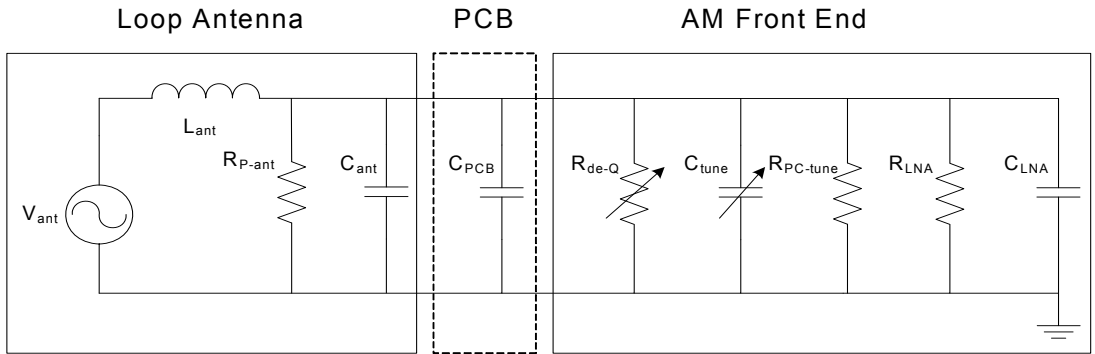 Loop Antenna PCB AM Front End
L_ant
R_P-ant C_ant C_PCB R_de-Q C_tune R_PC-tune R_LNA C_LNA
V_ant